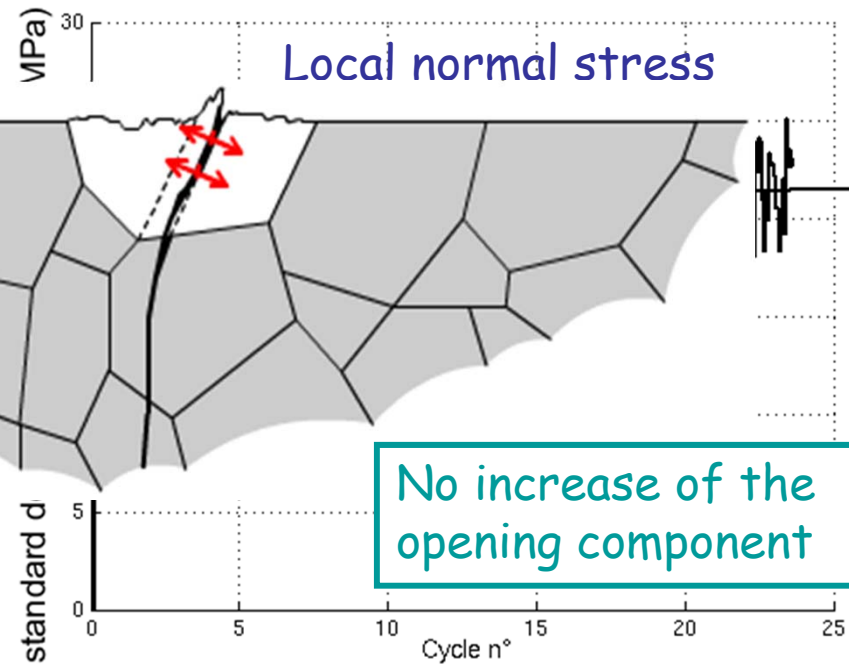 MPa)
30
Local normal stress
No increase of the
opening component
standard d
5
0
0 5 10 15 20 25
Cycle n°